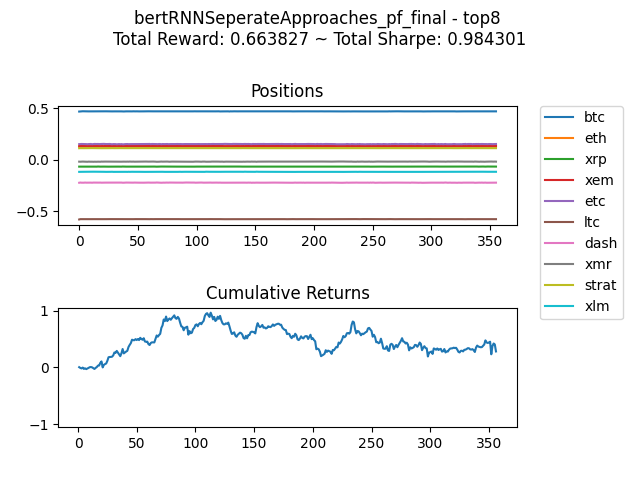 bertRNNSeperateApproaches_pf_final - top8
Total Reward: 0.663827 ~ Total Sharpe: 0.984301
Positions
0.5
0.0
−0.5
0 50 100 150 200 250 300 350
btc
eth
xrp
xem
etc
ltc
dash
xmr
strat
xlm
Cumulative Returns
1
0
−1
0 50 100 150 200 250 300 350